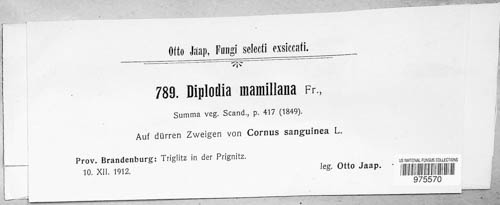 Otto Jaap, Fungi selecti exsiccati.
789. Diplodia mamillana Fr.,
Summa veg. Scand., p. 417 (1849).
Auf dürren Zweigen von Cornus sanguinea L.
Prov. Brandenburg: Triglitz in der Prignitz.
10. XII. 1912.
leg. Otto Jaap.
US NATIONAL FUNGUS COLLECTIONS
975570